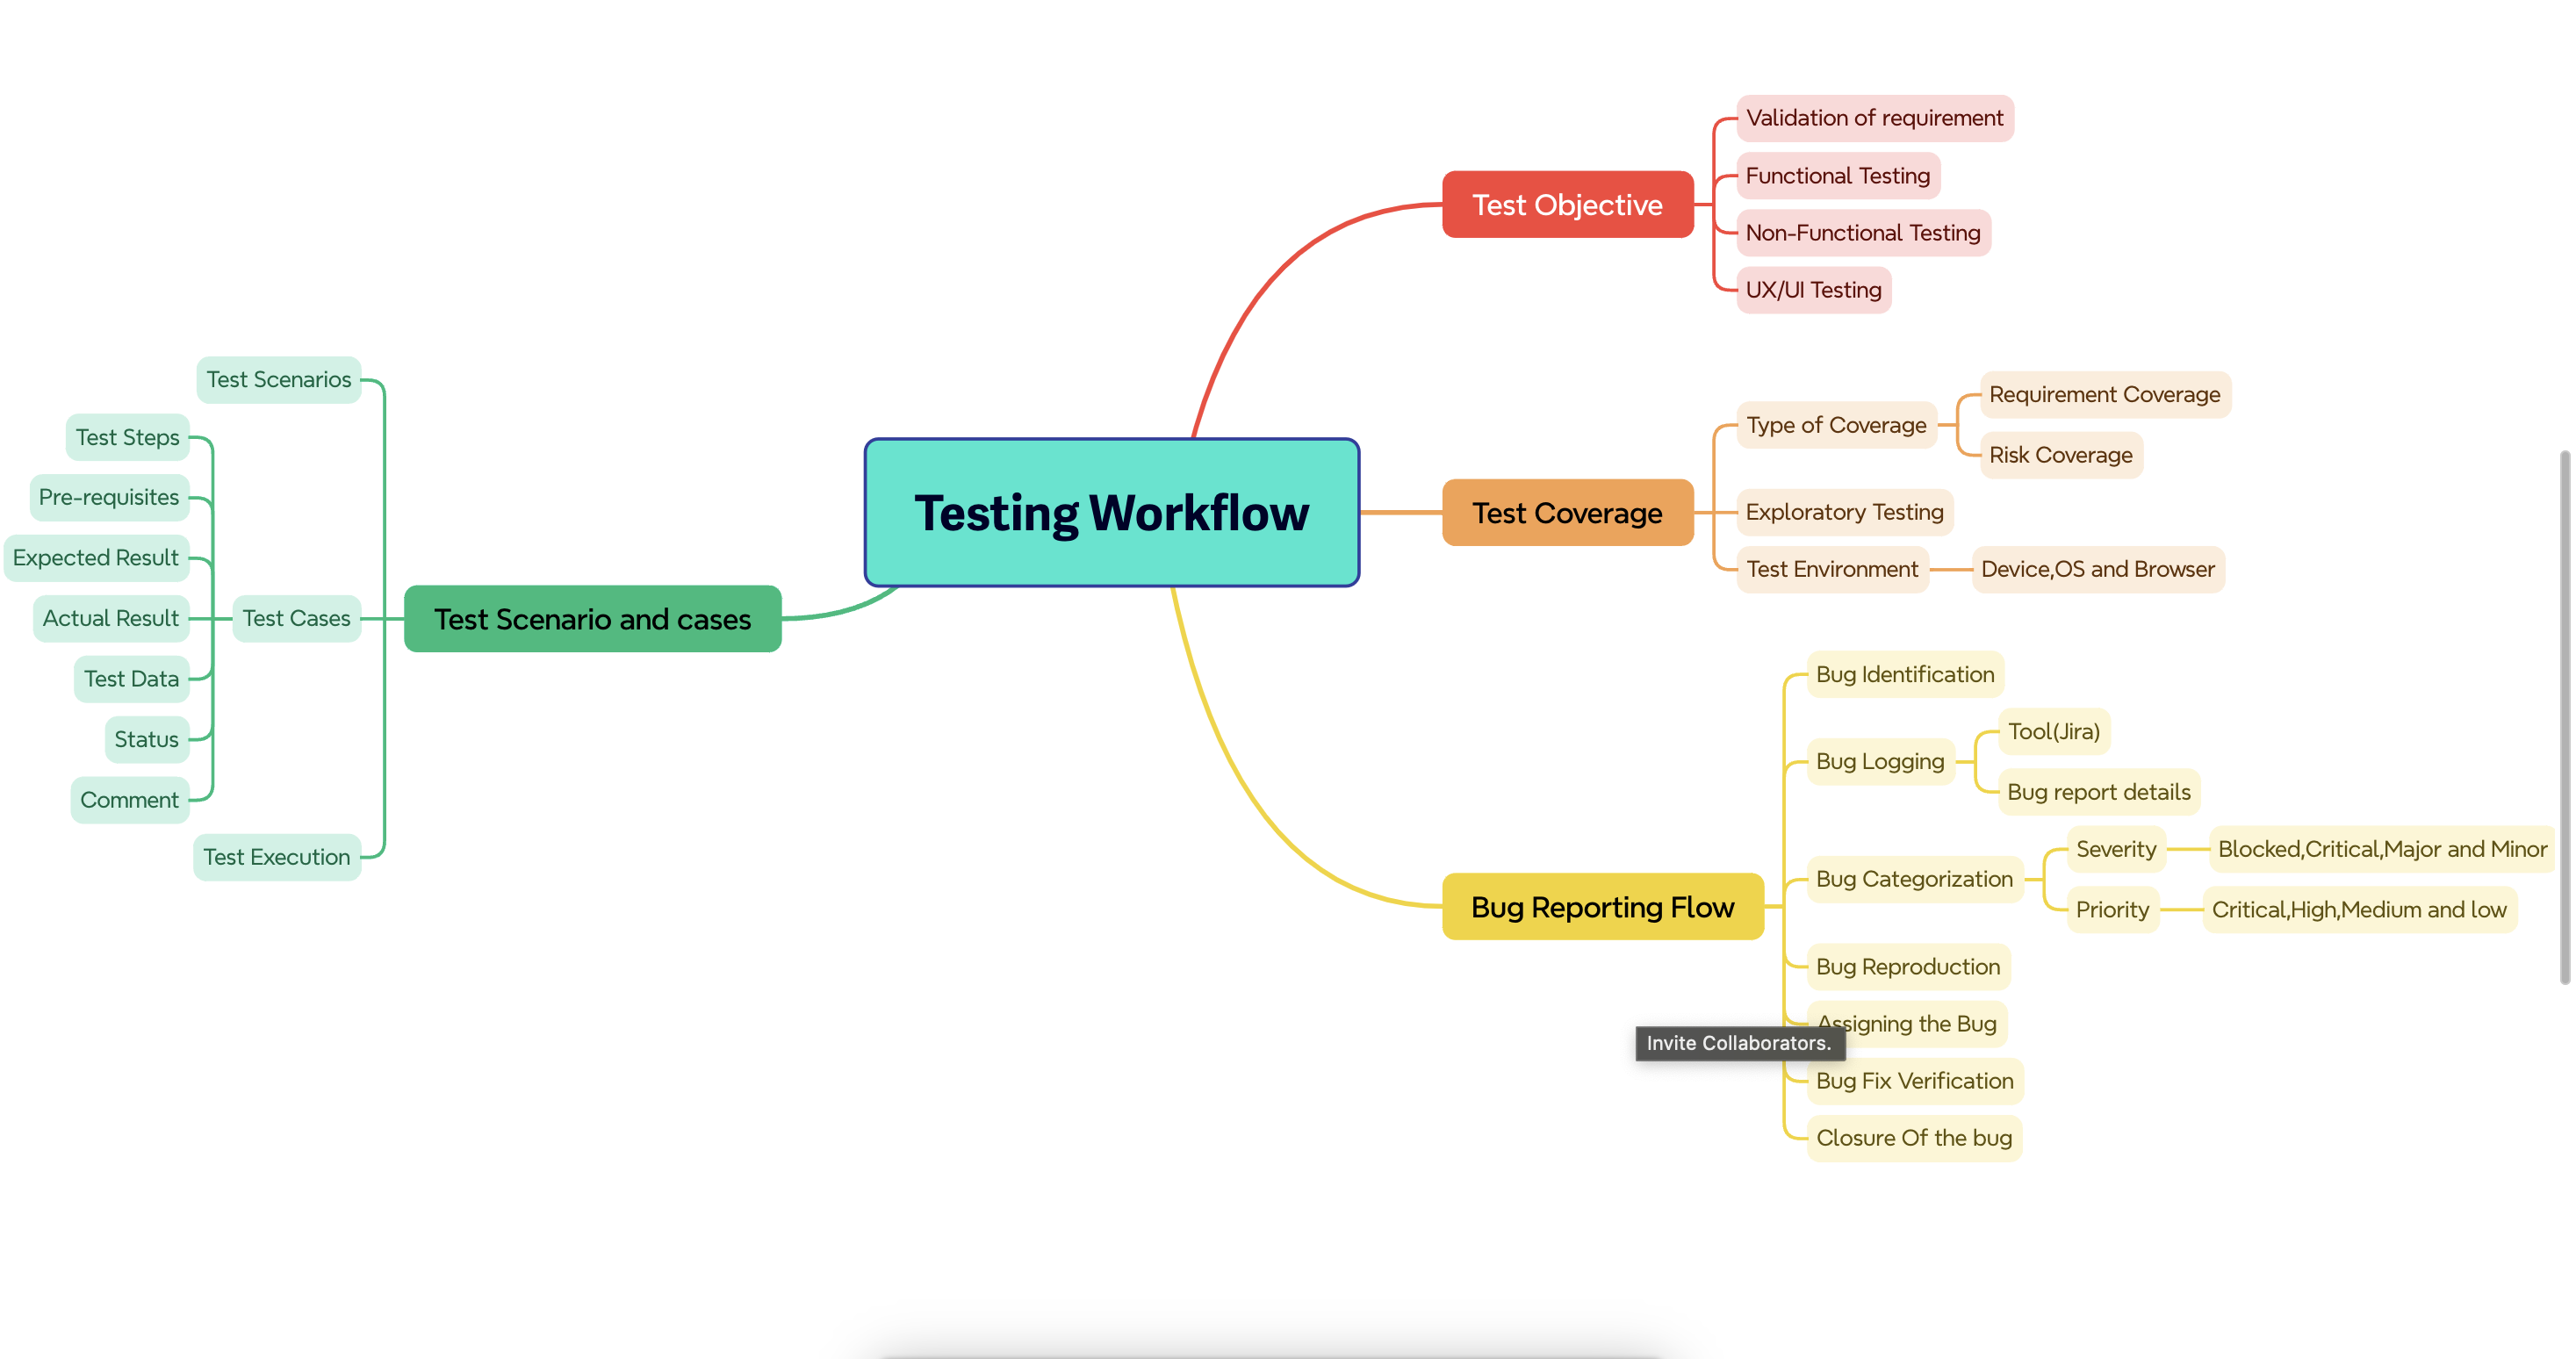 Testing Workflow
Test Objective
Validation of requirement
Functional Testing
Non-Functional Testing
UX/UI Testing
Test Coverage
Type of Coverage
Requirement Coverage
Risk Coverage
Exploratory Testing
Test Environment
Device,OS and Browser
Bug Reporting Flow
Bug Identification
Bug Logging
Tool(Jira)
Bug report details
Bug Categorization
Severity
Blocked,Critical,Major and Minor
Priority
Critical,High,Medium and low
Bug Reproduction
Assigning the Bug
Invite Collaborators.
Bug Fix Verification
Closure Of the bug
Test Scenario and cases
Test Scenarios
Test Cases
Test Steps
Pre-requisites
Expected Result
Actual Result
Test Data
Status
Comment
Test Execution